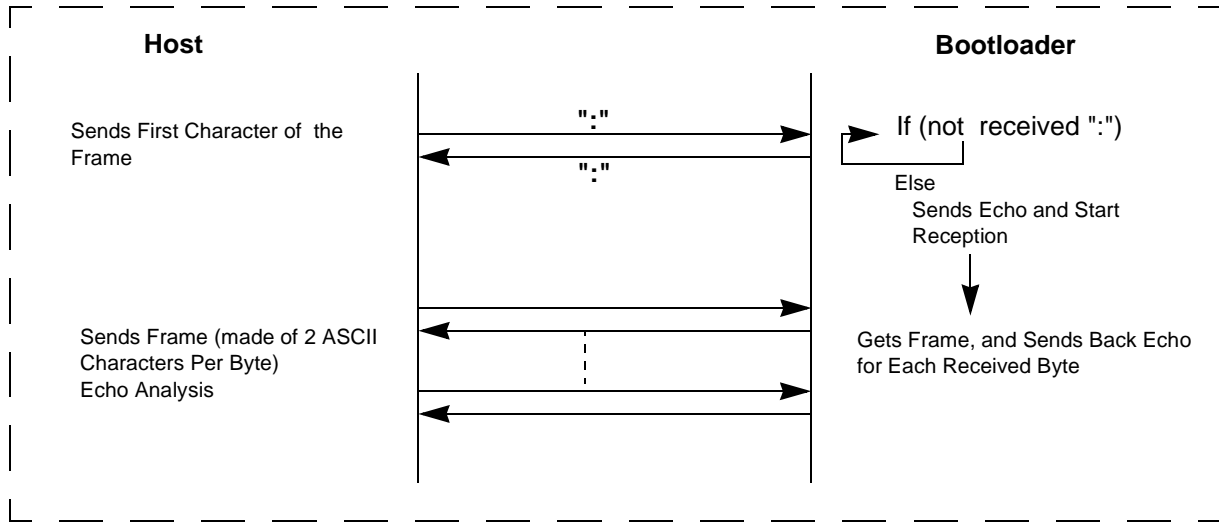 Host
Bootloader
Sends First Character of the
Frame
":"
":"
If (not received ":")
Else
Sends Echo and Start
Reception
Sends Frame (made of 2 ASCII
Characters Per Byte)
Echo Analysis
Gets Frame, and Sends Back Echo
for Each Received Byte